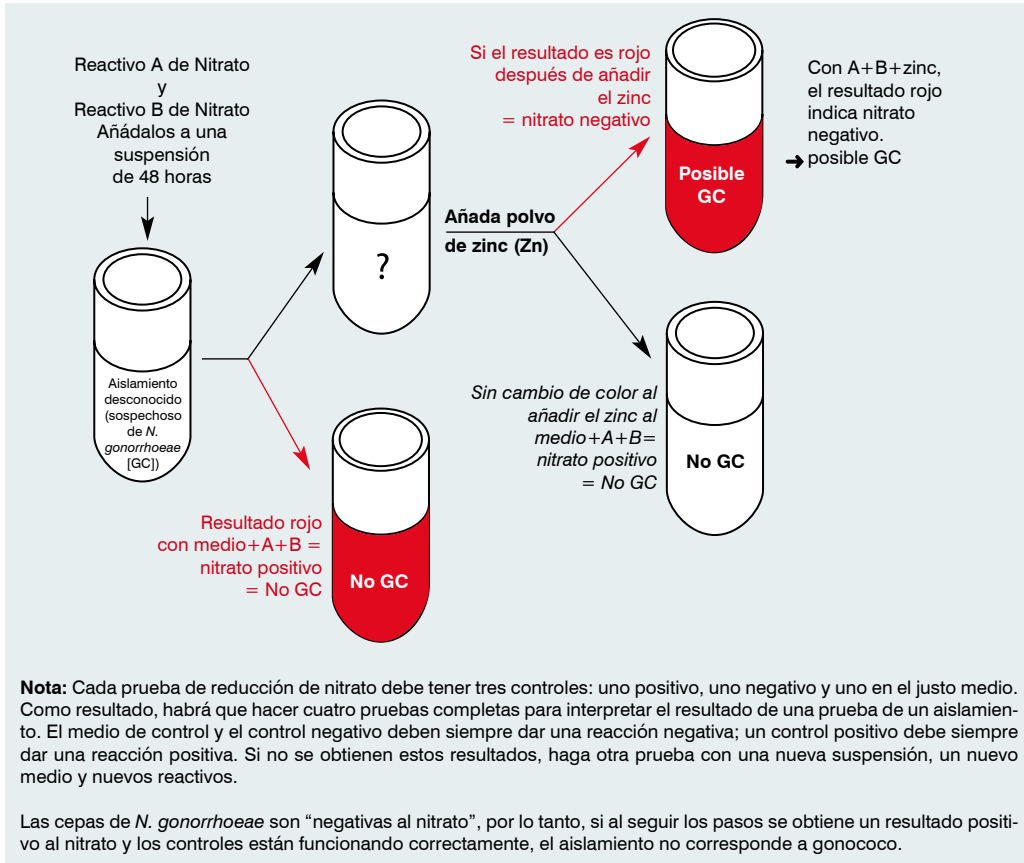 Reactivo A de Nitrato
y
Reactivo B de Nitrato
Añádalos a una
suspensión
de 48 horas
Aislamiento
desconocido
(sospechoso
de N.
gonorrhoeae
[GC])
?
Resultado rojo
con medio+A+B =
nitrato positivo
= No GC
No GC
Añada polvo
de zinc (Zn)
Si el resultado es rojo
después de añadir
el zinc
= nitrato negativo
Posible
GC
Con A+B+zinc,
el resultado rojo
indica nitrato
negativo.
➜ posible GC
Sin cambio de color al
añadir el zinc al
medio+A+B=
nitrato positivo
= No GC
No GC
Nota: Cada prueba de reducción de nitrato debe tener tres controles: uno positivo, uno negativo y uno en el justo medio.
Como resultado, habrá que hacer cuatro pruebas completas para interpretar el resultado de una prueba de un aislamien-
to. El medio de control y el control negativo deben siempre dar una reacción negativa; un control positivo debe siempre
dar una reacción positiva. Si no se obtienen estos resultados, haga otra prueba con una nueva suspensión, un nuevo
medio y nuevos reactivos.
Las cepas de N. gonorrhoeae son “negativas al nitrato”, por lo tanto, si al seguir los pasos se obtiene un resultado positi-
vo al nitrato y los controles están funcionando correctamente, el aislamiento no corresponde a gonococo.